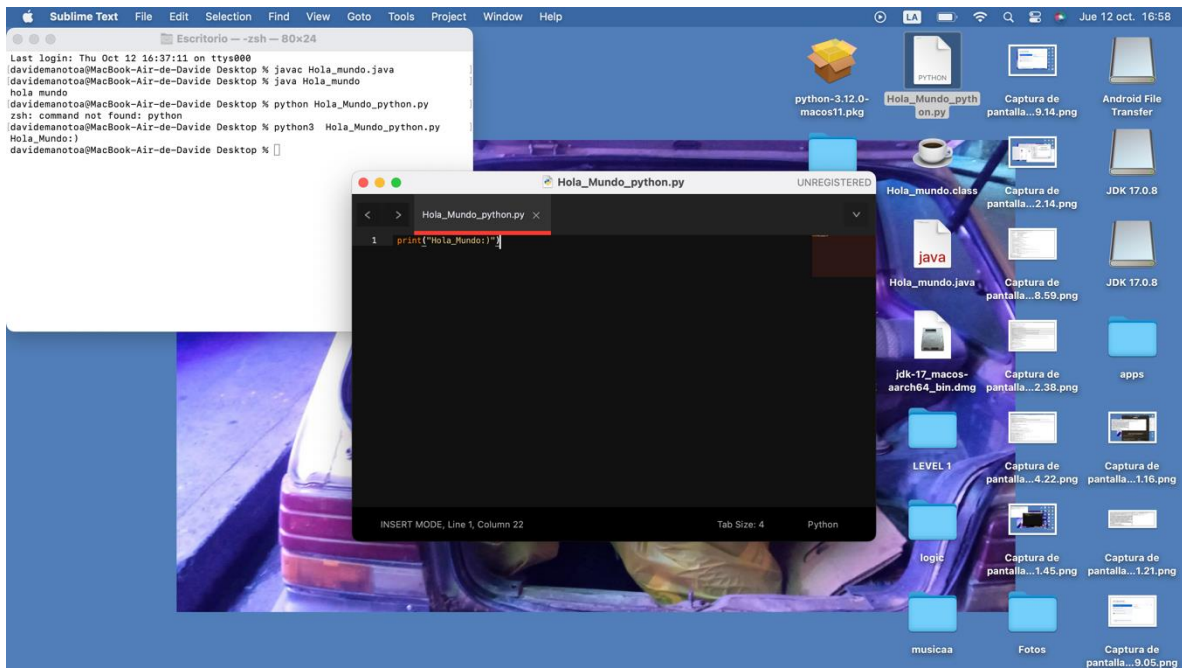 Sublime Text File Edit Selection Find View Goto Tools Project Window Help
LA
Jue 12 oct. 16:58
Escritorio — -zsh — 80×24
Last login: Thu Oct 12 16:37:11 on ttys000
davidemanotoa@MacBook-Air-de-Davide Desktop % javac Hola_mundo.java
davidemanotoa@MacBook-Air-de-Davide Desktop % java Hola_mundo
hola mundo
davidemanotoa@MacBook-Air-de-Davide Desktop % python Hola_Mundo_python.py
zsh: command not found: python
davidemanotoa@MacBook-Air-de-Davide Desktop % python3  Hola_Mundo_python.py
Hola_Mundo:)
davidemanotoa@MacBook-Air-de-Davide Desktop %
Hola_Mundo_python.py
UNREGISTERED
Hola_Mundo_python.py
1 print("Hola_Mundo:)")
INSERT MODE, Line 1, Column 22
Tab Size: 4
Python
python-3.12.0-
macos11.pkg
PYTHON
Hola_Mundo_pyth
on.py
Captura de
pantalla...9.14.png
Android File
Transfer
Hola_mundo.class
Captura de
pantalla...2.14.png
JDK 17.0.8
java
Hola_mundo.java
Captura de
pantalla...8.59.png
JDK 17.0.8
jdk-17_macos-
aarch64_bin.dmg
Captura de
pantalla...2.38.png
apps
LEVEL 1
Captura de
pantalla...4.22.png
Captura de
pantalla...1.16.png
logic
Captura de
pantalla...1.45.png
Captura de
pantalla...1.21.png
musicaa
Fotos
Captura de
pantalla...9.05.png